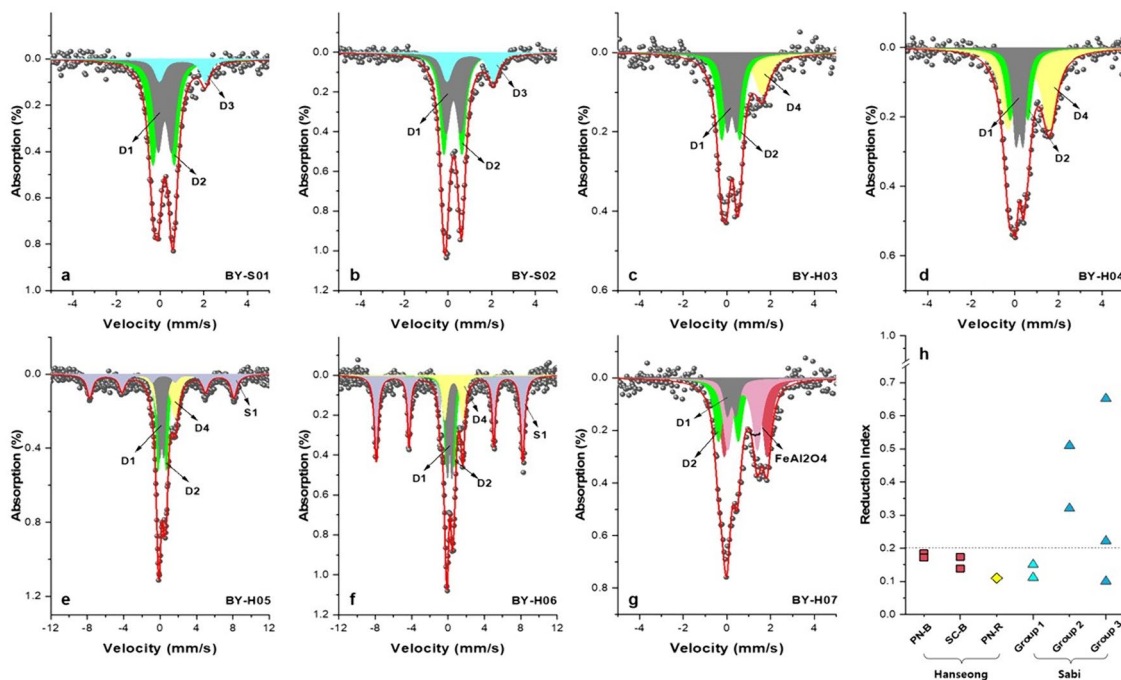 0.0
0.2
0.4
0.6
0.8
1.0
Absorption (%)
D1
D2
D3
a
BY-S01
-4 -2 0 2 4
Velocity (mm/s)
0.0
0.2
0.4
0.6
0.8
1.0
1.2
Absorption (%)
D1
D2
D3
b
BY-S02
-4 -2 0 2 4
Velocity (mm/s)
0.0
0.2
0.4
0.6
Absorption (%)
D1
D2
D4
c
BY-H03
-4 -2 0 2 4
Velocity (mm/s)
0.0
0.2
0.4
0.6
Absorption (%)
D1
D2
D4
d
BY-H04
-4 -2 0 2 4
Velocity (mm/s)
0.0
0.4
0.8
1.2
Absorption (%)
D1
D2
D4
S1
e
BY-H05
-12 -8 -4 0 4 8 12
Velocity (mm/s)
0.0
0.2
0.4
0.6
0.8
1.0
1.2
Absorption (%)
D1
D2
D4
S1
f
BY-H06
-12 -8 -4 0 4 8 12
Velocity (mm/s)
0.0
0.2
0.4
0.6
0.8
Absorption (%)
D1
D2
FeAl2O4
g
BY-H07
-4 -2 0 2 4
Velocity (mm/s)
h
1.0
0.7
0.6
0.5
0.4
0.3
0.2
0.1
0.0
Reduction Index
PN-B
SC-B
PN-R
Group 1
Group 2
Group 3
Hanseong
Sabi